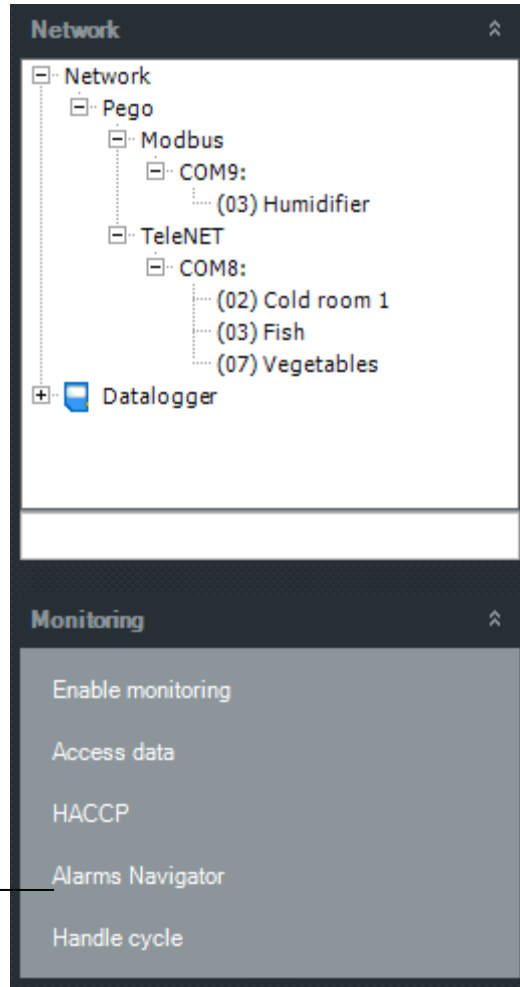 Network
Network
Pego
Modbus
COM9:
(03) Humidifier
TeleNET
COM8:
(02) Cold room 1
(03) Fish
(07) Vegetables
Datalogger
Monitoring
Enable monitoring
Access data
HACCP
Alarms Navigator
Handle cycle